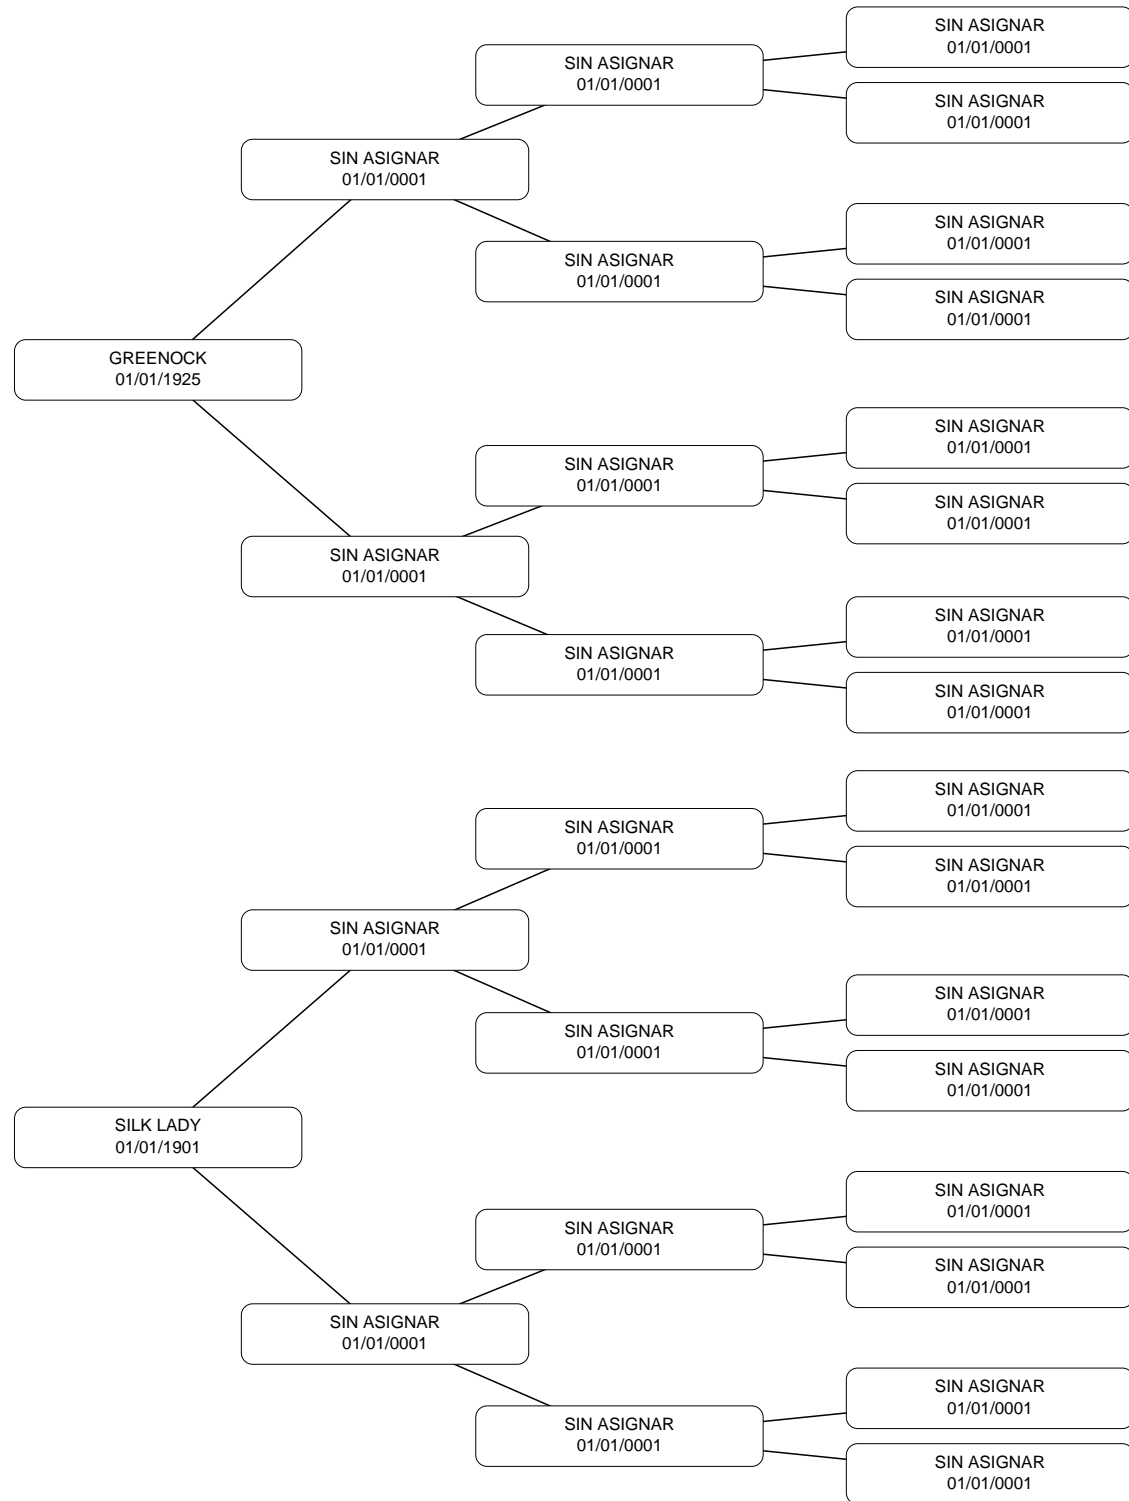 SIN ASIGNAR
01/01/0001
SIN ASIGNAR
01/01/0001
SIN ASIGNAR
01/01/0001
SIN ASIGNAR
01/01/0001
SIN ASIGNAR
01/01/0001
SIN ASIGNAR
01/01/0001
SIN ASIGNAR
01/01/0001
GREENOCK
01/01/1925
SIN ASIGNAR
01/01/0001
SIN ASIGNAR
01/01/0001
SIN ASIGNAR
01/01/0001
SIN ASIGNAR
01/01/0001
SIN ASIGNAR
01/01/0001
SIN ASIGNAR
01/01/0001
SIN ASIGNAR
01/01/0001
SIN ASIGNAR
01/01/0001
SIN ASIGNAR
01/01/0001
SIN ASIGNAR
01/01/0001
SIN ASIGNAR
01/01/0001
SIN ASIGNAR
01/01/0001
SIN ASIGNAR
01/01/0001
SIN ASIGNAR
01/01/0001
SILK LADY
01/01/1901
SIN ASIGNAR
01/01/0001
SIN ASIGNAR
01/01/0001
SIN ASIGNAR
01/01/0001
SIN ASIGNAR
01/01/0001
SIN ASIGNAR
01/01/0001
SIN ASIGNAR
01/01/0001
SIN ASIGNAR
01/01/0001